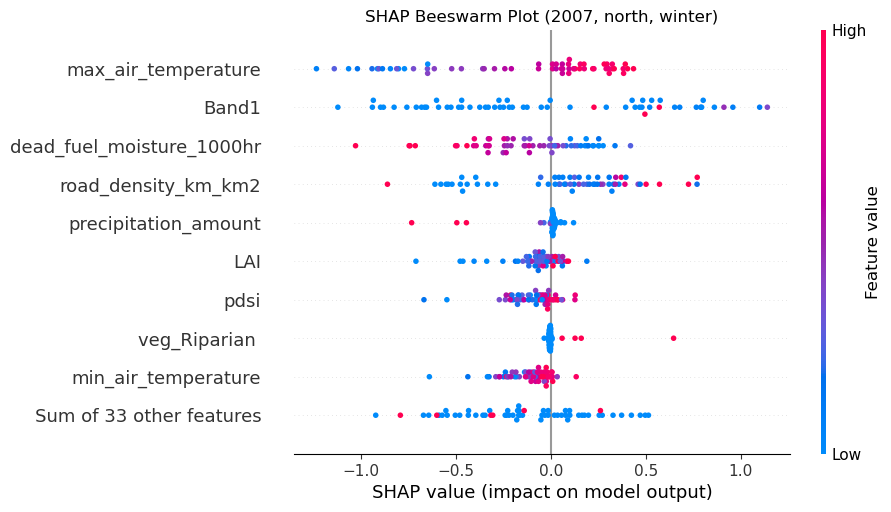 SHAP Beeswarm Plot (2007, north, winter)
High
max_air_temperature
Band1
dead_fuel_moisture_1000hr
road_density_km_km2
precipitation_amount
LAI
pdsi
veg_Riparian
min_air_temperature
Sum of 33 other features
Feature value
Low
−1.0 −0.5 0.0 0.5 1.0
SHAP value (impact on model output)